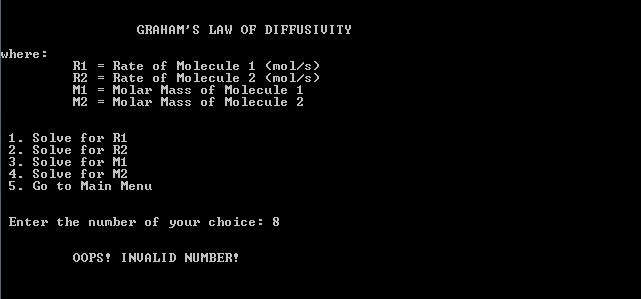 GRAHAM'S LAW OF DIFFUSIVITY
where:
R1 = Rate of Molecule 1 (mol/s)
R2 = Rate of Molecule 2 (mol/s)
M1 = Molar Mass of Molecule 1
M2 = Molar Mass of Molecule 2
1. Solve for R1
2. Solve for R2
3. Solve for M1
4. Solve for M2
5. Go to Main Menu
Enter the number of your choice: 8
OOPS! INVALID NUMBER!